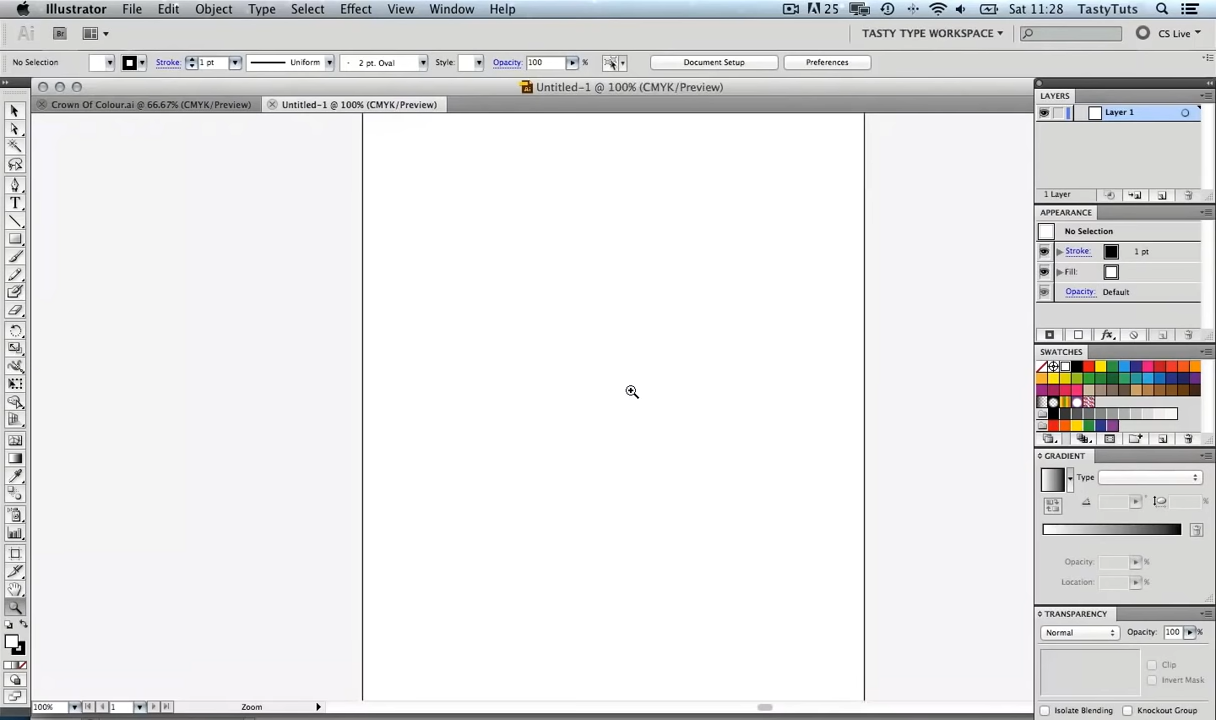 Illustrator File Edit Object Type Select Effect View Window Help 25 Sat 11:28 TastyTuts
Ai Br TASTY TYPE WORKSPACE CS Live
No Selection Stroke: 1 pt Uniform 2 pt. Oval Style: Opacity: 100 % Document Setup Preferences
Untitled-1 @ 100% (CMYK/Preview)
Crown Of Colour.ai @ 66.67% (CMYK/Preview) Untitled-1 @ 100% (CMYK/Preview)
LAYERS
Layer 1
1 Layer
APPEARANCE
No Selection
Stroke: 1 pt
Fill:
Opacity: Default
fx
SWATCHES
GRADIENT
Type
%
Opacity: %
Location: %
TRANSPARENCY
Normal Opacity: 100 %
Clip
Invert Mask
Isolate Blending Knockout Group
100% 1 Zoom